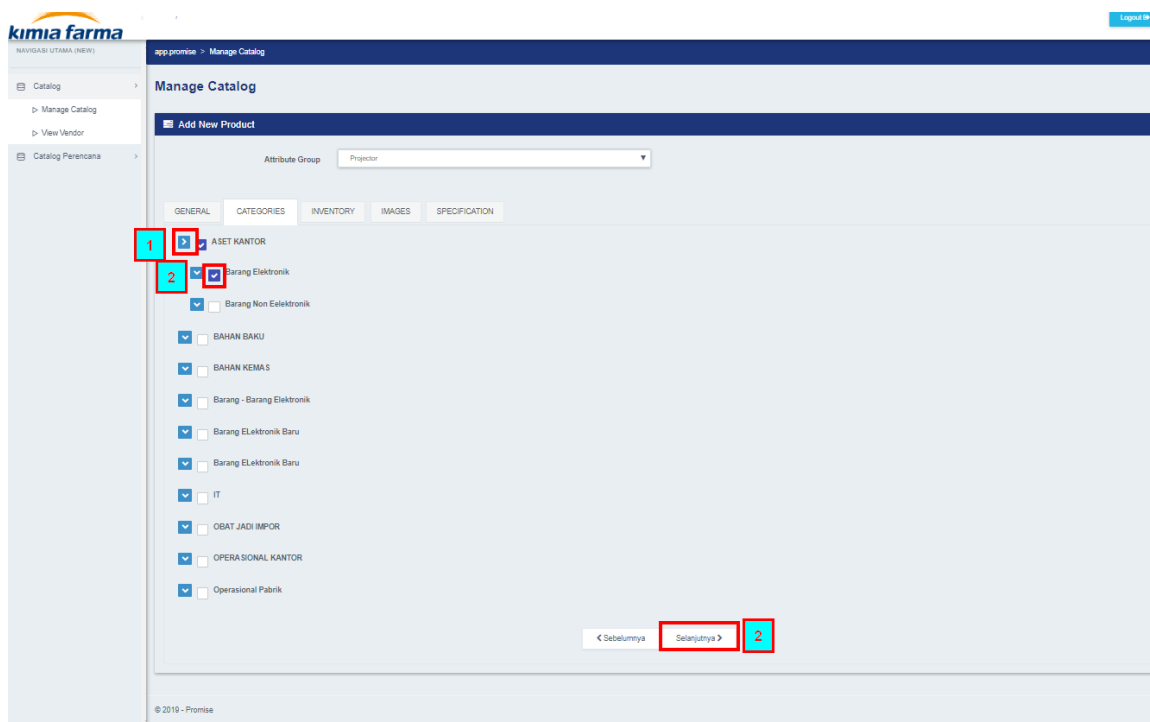 kimia farma
Logout
NAVIGASI UTAMA (NEW)
app.promise > Manage Catalog
Catalog
Manage Catalog
View Vendor
Catalog Perencana
Manage Catalog
Add New Product
Attribute Group
Projector
GENERAL CATEGORIES INVENTORY IMAGES SPECIFICATION
1 ASET KANTOR
2 Barang Elektronik
Barang Non Eelektronik
BAHAN BAKU
BAHAN KEMAS
Barang - Barang Elektronik
Barang ELektronik Baru
Barang ELektronik Baru
IT
OBAT JADI IMPOR
OPERASIONAL KANTOR
Operasional Pabrik
Sebelumnya Selanjutnya 2
© 2019 - Promise